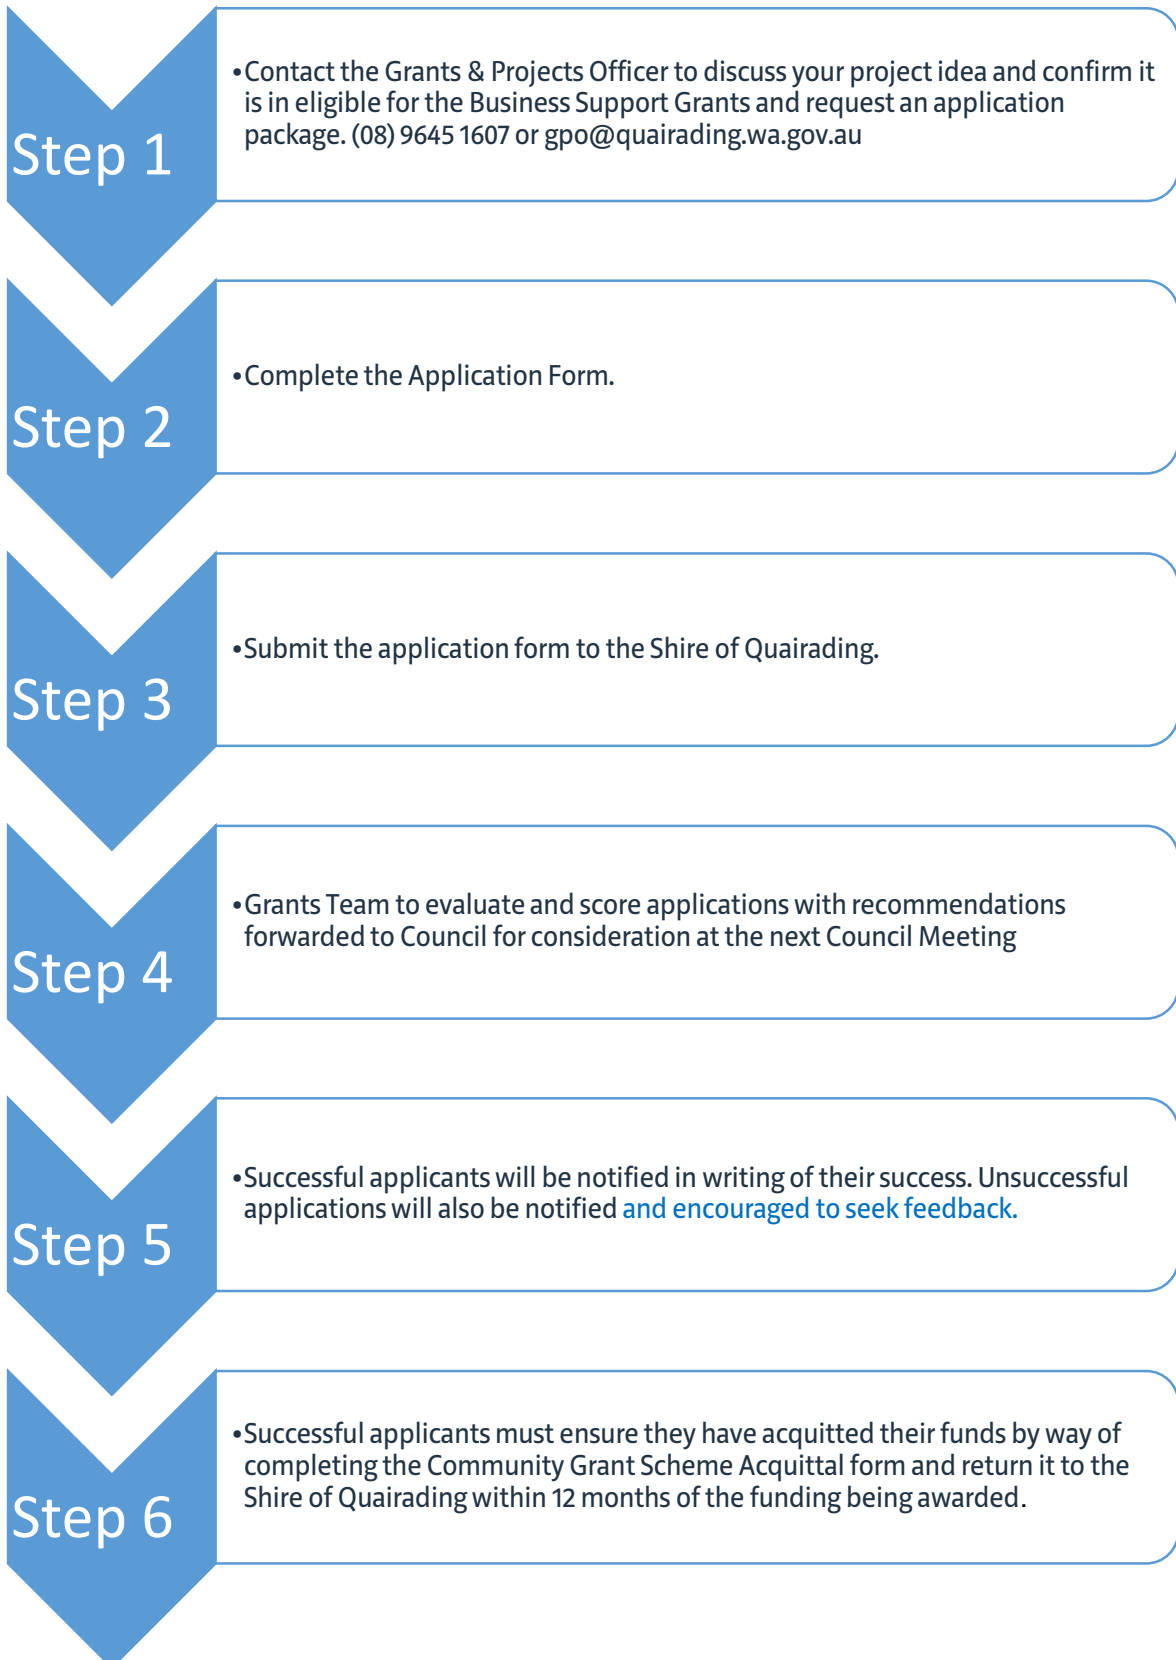 Step 1
•Contact the Grants & Projects Officer to discuss your project idea and confirm it
is in eligible for the Business Support Grants and request an application
package. (08) 9645 1607 or gpo@quairading.wa.gov.au
Step 2
•Complete the Application Form.
Step 3
•Submit the application form to the Shire of Quairading.
Step 4
•Grants Team to evaluate and score applications with recommendations
forwarded to Council for consideration at the next Council Meeting
Step 5
•Successful applicants will be notified in writing of their success. Unsuccessful
applications will also be notified and encouraged to seek feedback.
Step 6
•Successful applicants must ensure they have acquitted their funds by way of
completing the Community Grant Scheme Acquittal form and return it to the
Shire of Quairading within 12 months of the funding being awarded.